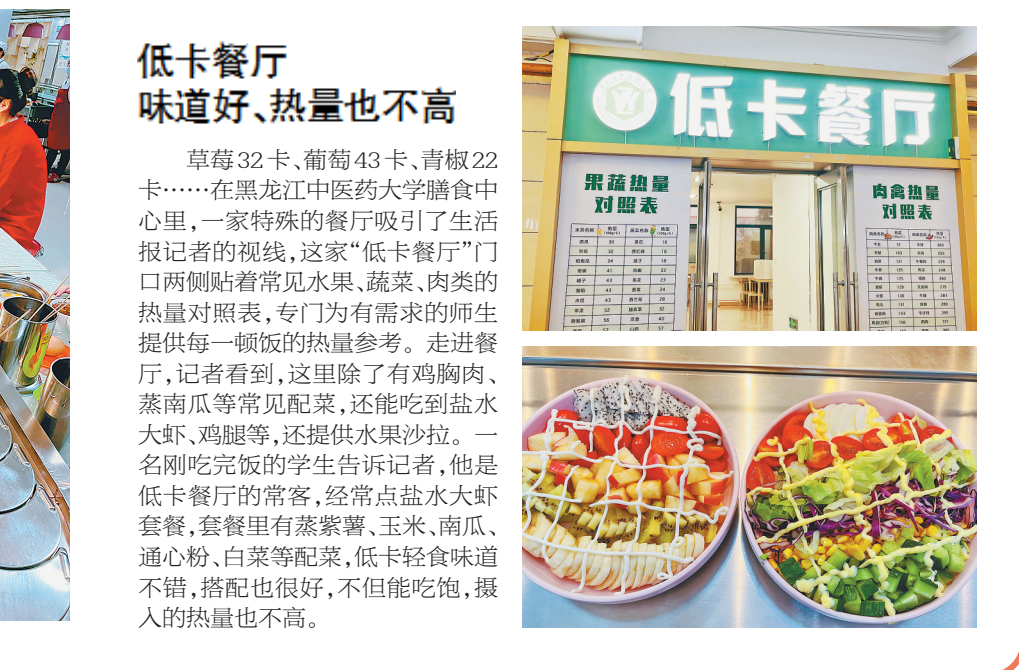 低卡餐厅
味道好、热量也不高
草莓32卡、葡萄43卡、青椒22
卡……在黑龙江中医药大学膳食中
心里，一家特殊的餐厅吸引了生活
报记者的视线，这家“低卡餐厅”门
口两侧贴着常见水果、蔬菜、肉类的
热量对照表，专门为有需求的师生
提供每一顿饭的热量参考。走进餐
厅，记者看到，这里除了有鸡胸肉、
蒸南瓜等常见配菜，还能吃到盐水
大虾、鸡腿等，还提供水果沙拉。一
名刚吃完饭的学生告诉记者，他是
低卡餐厅的常客，经常点盐水大虾
套餐，套餐里有蒸紫薯、玉米、南瓜、
通心粉、白菜等配菜，低卡轻食味道
不错，搭配也很好，不但能吃饱，摄
入的热量也不高。
低卡餐厅
果蔬热量
对照表
肉禽热量
对照表